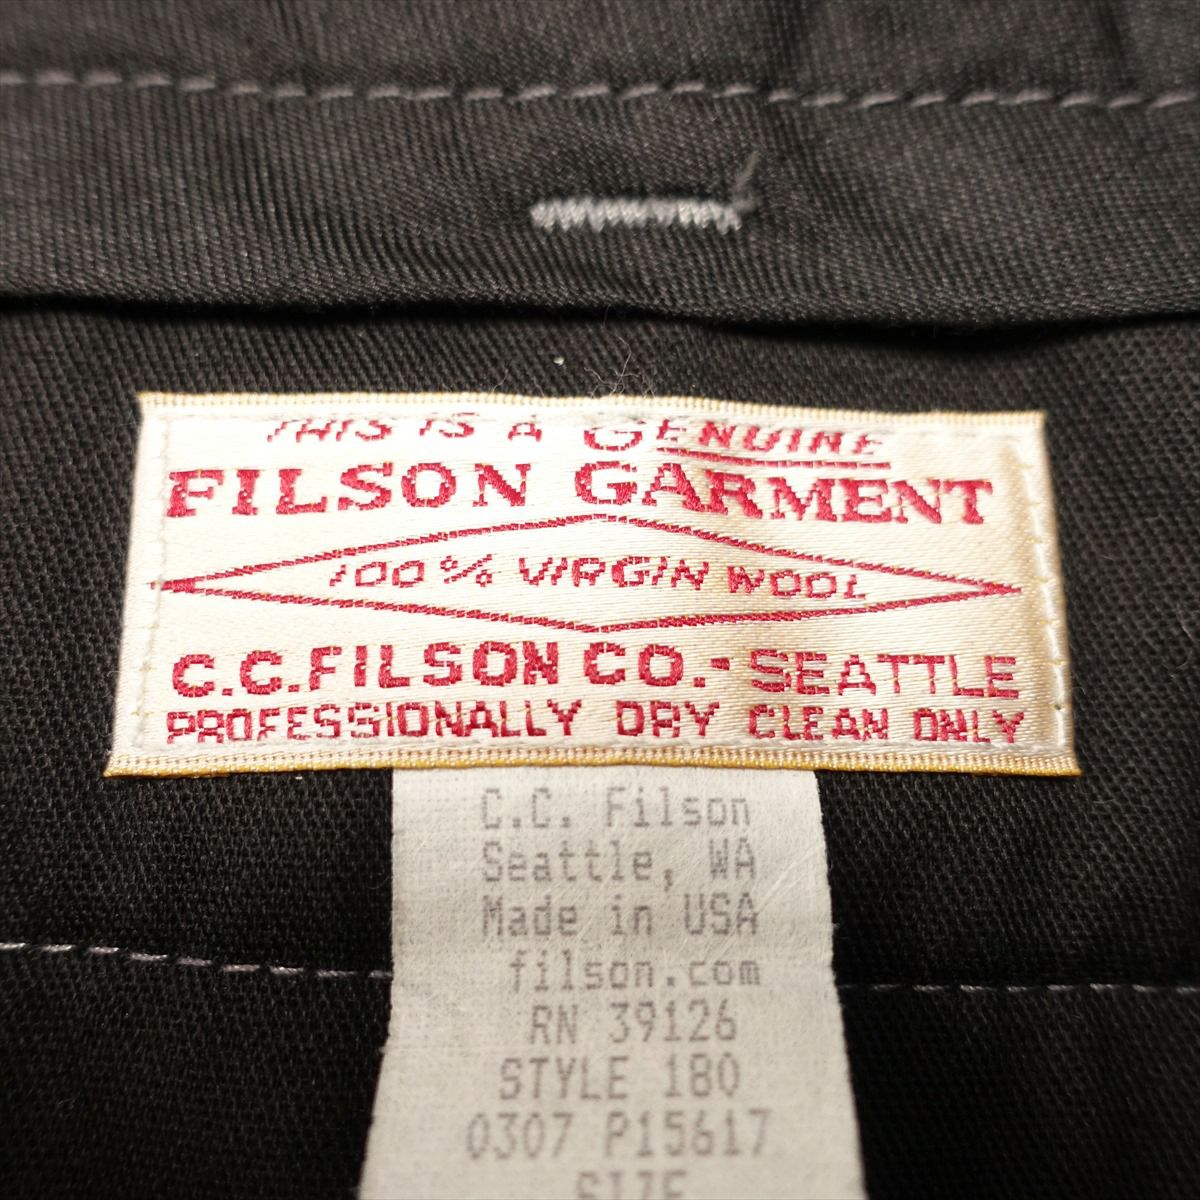 THIS IS A GENUINE
FILSON GARMENT
100% VIRGIN WOOL
C.C. FILSON CO. - SEATTLE
PROFESSIONALLY DRY CLEAN ONLY
C.C. Filson
Seattle, WA
Made in USA
filson.com
RN 39126
STYLE 180
0307 P15617
SIZE